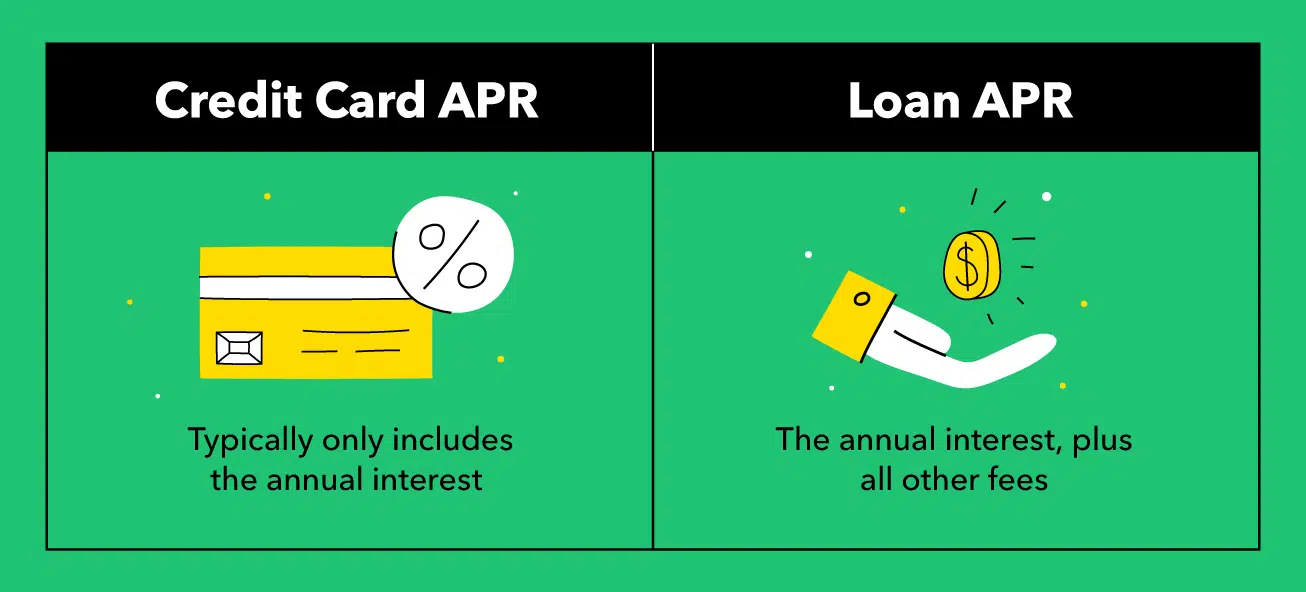 Credit Card APR
Loan APR
Typically only includes
the annual interest
The annual interest, plus
all other fees